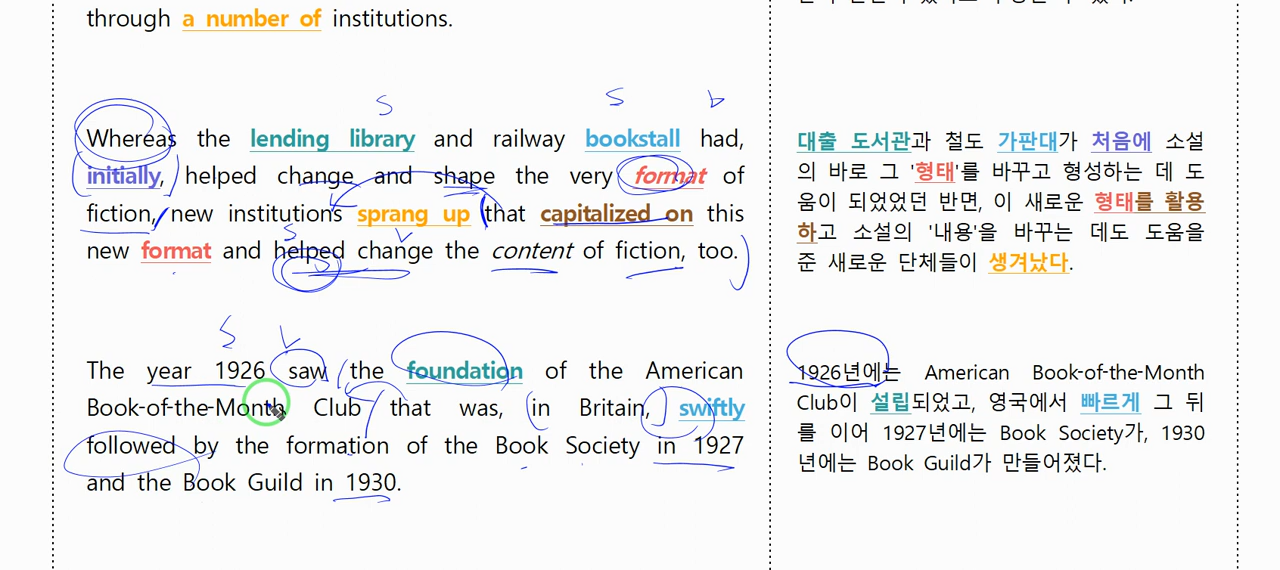 through a number of institutions.
Whereas the lending library and railway bookstall had,
initially, helped change and shape the very format of
fiction, new institutions sprang up that capitalized on this
new format and helped change the content of fiction, too.
The year 1926 saw the foundation of the American
Book-of-the-Month Club that was, in Britain, swiftly
followed by the formation of the Book Society in 1927
and the Book Guild in 1930.
대출 도서관과 철도 가판대가 처음에 소설
의 바로 그 '형태'를 바꾸고 형성하는 데 도
움이 되었었던 반면, 이 새로운 형태를 활용
하고 소설의 '내용'을 바꾸는 데도 도움을
준 새로운 단체들이 생겨났다.
1926년에는 American Book-of-the-Month
Club이 설립되었고, 영국에서 빠르게 그 뒤
를 이어 1927년에는 Book Society가, 1930
년에는 Book Guild가 만들어졌다.